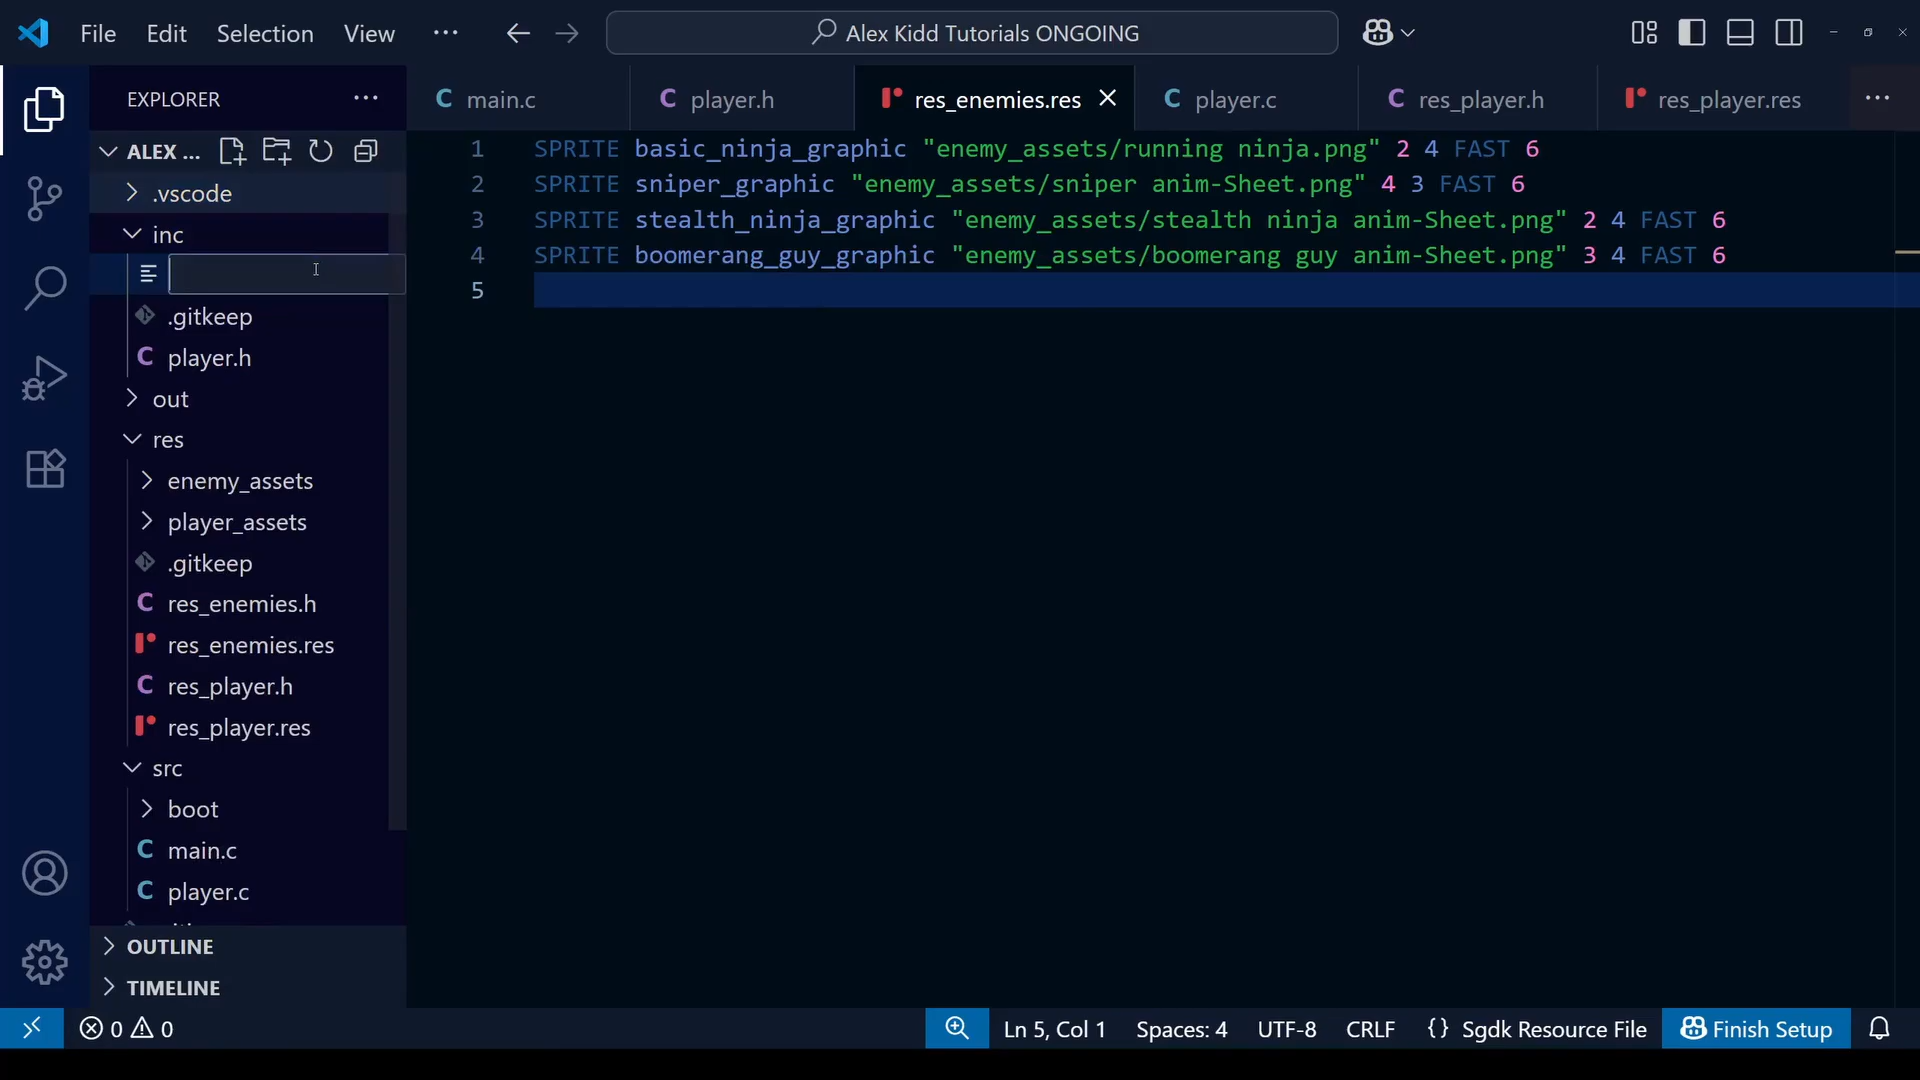 File Edit Selection View ··· Alex Kidd Tutorials ONGOING
EXPLORER ···
main.c player.h res_enemies.res player.c res_player.h res_player.res ···
ALEX ...
.vscode
inc
.gitkeep
player.h
out
res
enemy_assets
player_assets
.gitkeep
res_enemies.h
res_enemies.res
res_player.h
res_player.res
src
boot
main.c
player.c
OUTLINE
TIMELINE
1 SPRITE basic_ninja_graphic "enemy_assets/running ninja.png" 2 4 FAST 6
2 SPRITE sniper_graphic "enemy_assets/sniper anim-Sheet.png" 4 3 FAST 6
3 SPRITE stealth_ninja_graphic "enemy_assets/stealth ninja anim-Sheet.png" 2 4 FAST 6
4 SPRITE boomerang_guy_graphic "enemy_assets/boomerang guy anim-Sheet.png" 3 4 FAST 6
5
0 0 Ln 5, Col 1 Spaces: 4 UTF-8 CRLF {} Sgdk Resource File Finish Setup